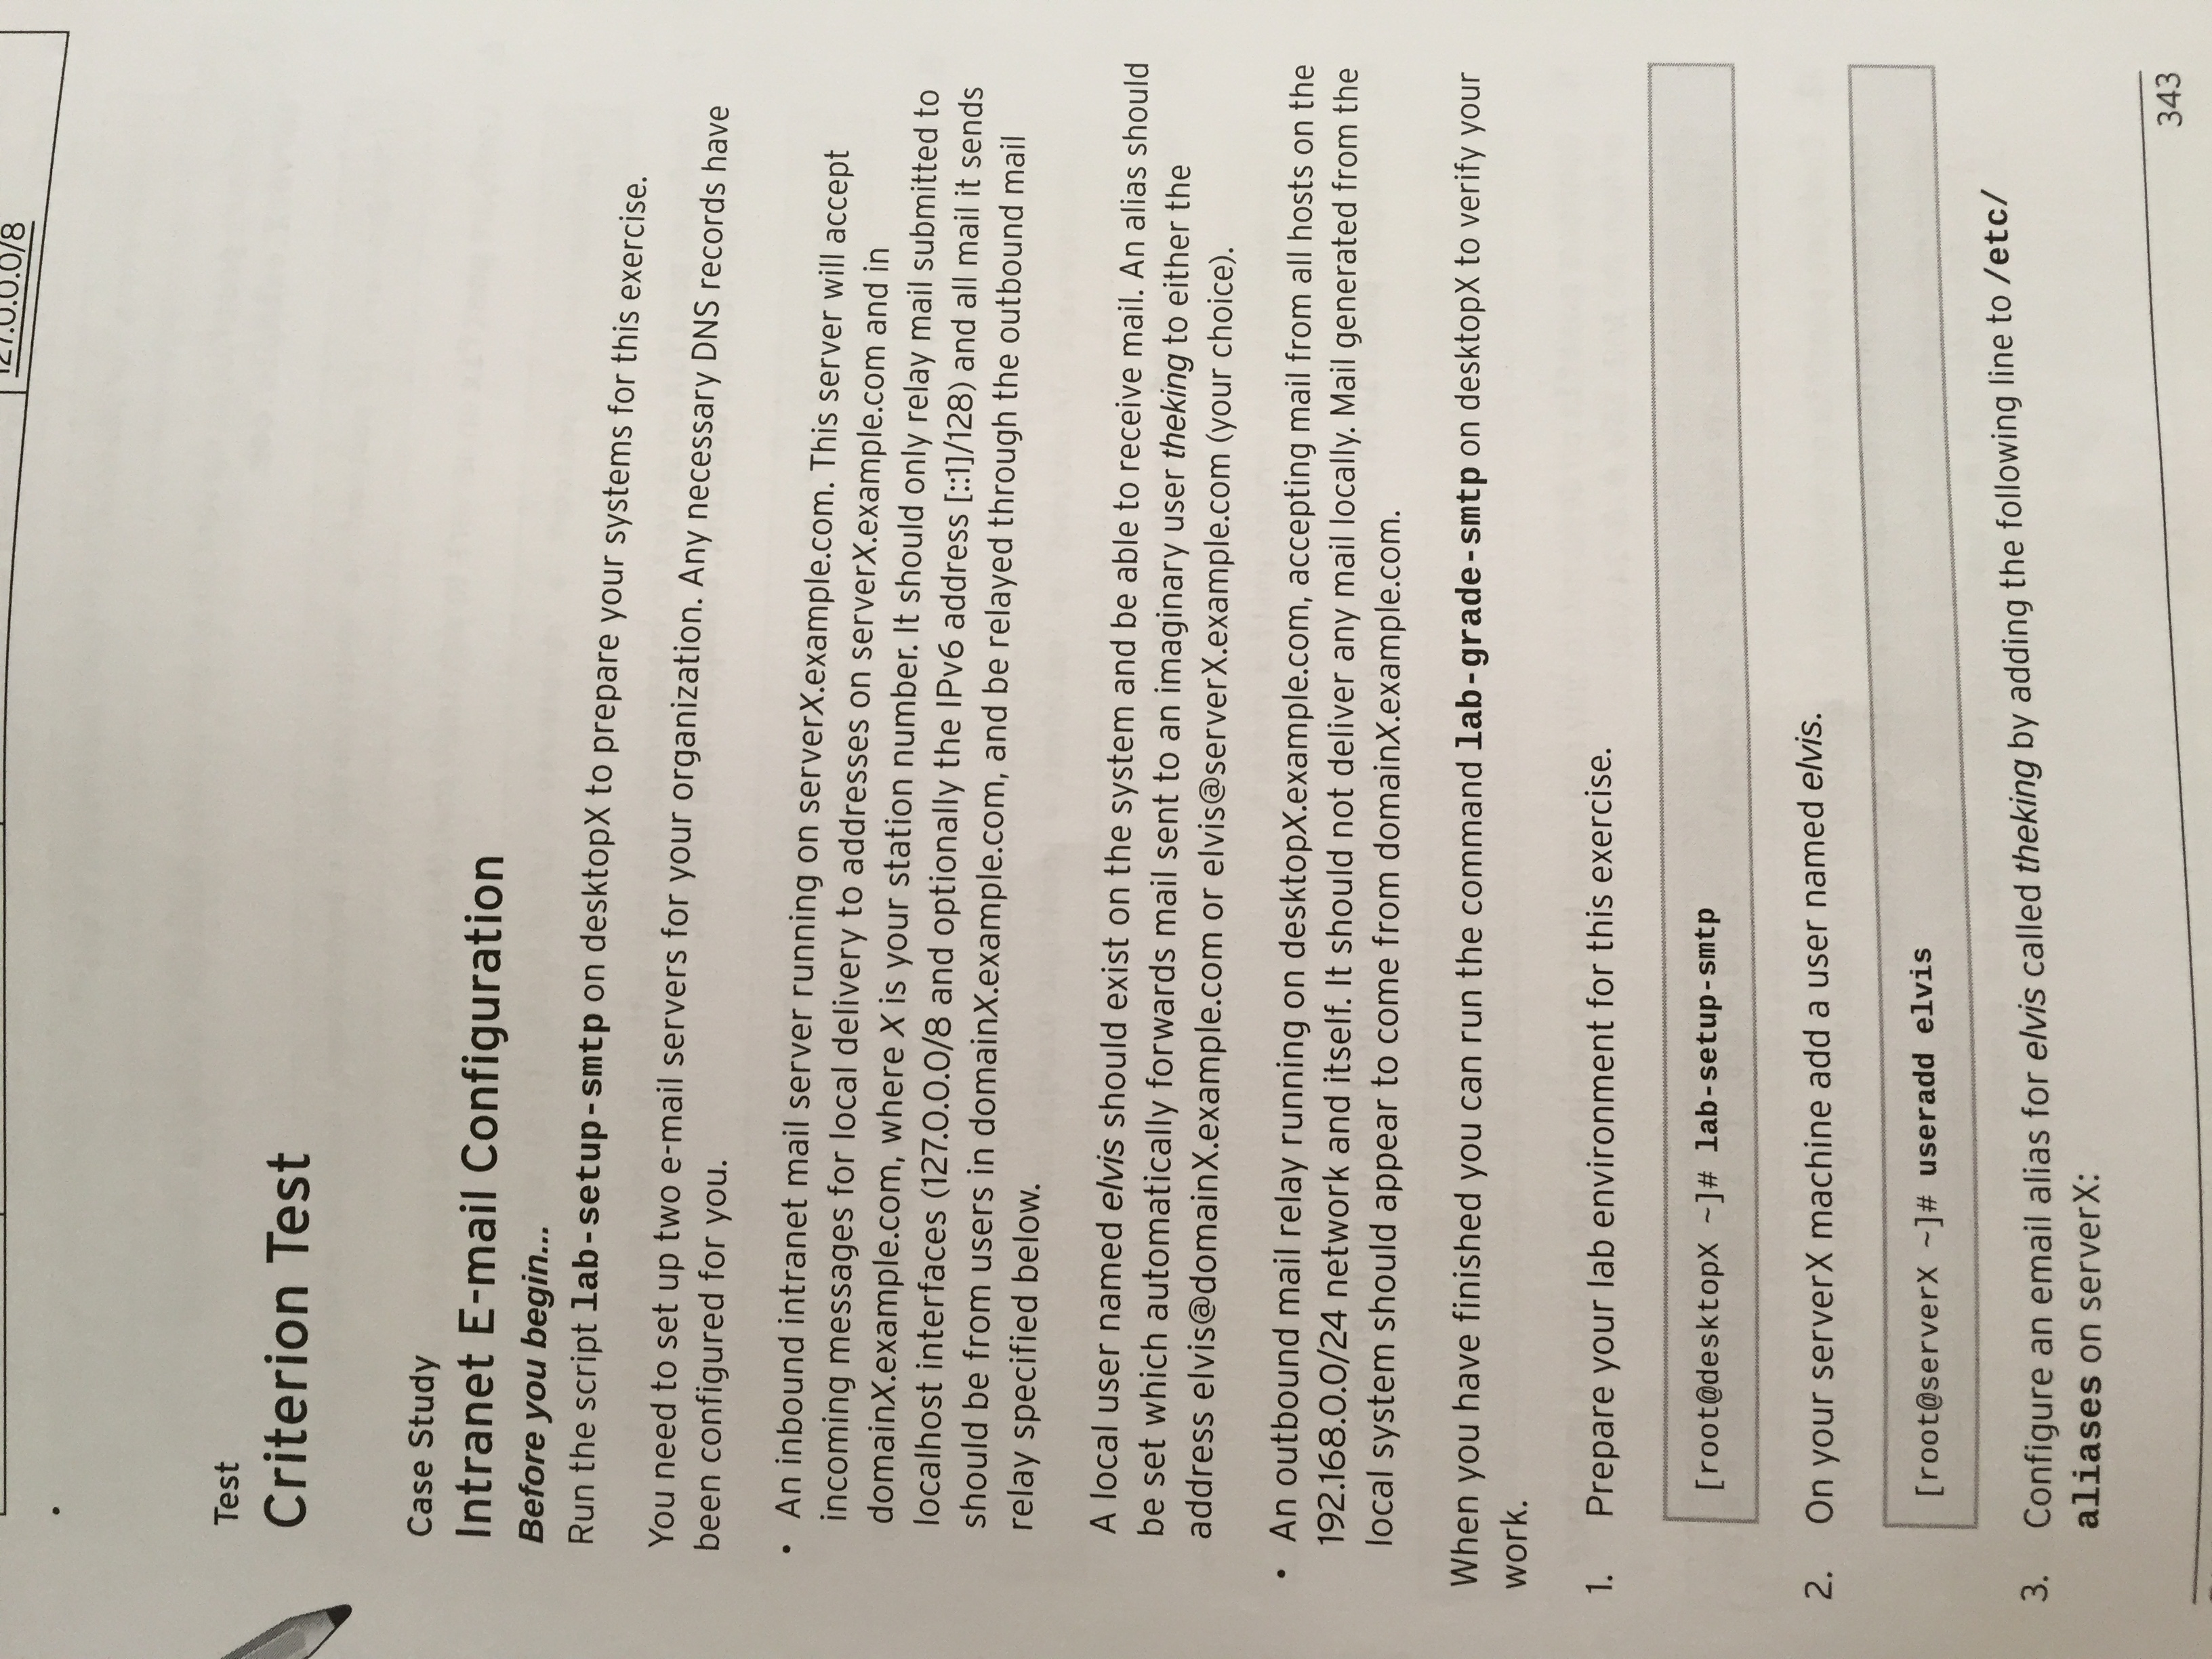 127.0.0.0/8
Test
Criterion Test
Case Study
Intranet E-mail Configuration
Before you begin...
Run the script lab-setup-smtp on desktopX to prepare your systems for this exercise.
You need to set up two e-mail servers for your organization. Any necessary DNS records have
been configured for you.
• An inbound intranet mail server running on serverX.example.com. This server will accept
incoming messages for local delivery to addresses on serverX.example.com and in
domainX.example.com, where X is your station number. It should only relay mail submitted to
localhost interfaces (127.0.0.0/8 and optionally the IPv6 address [::1]/128) and all mail it sends
should be from users in domainX.example.com, and be relayed through the outbound mail
relay specified below.
A local user named elvis should exist on the system and be able to receive mail. An alias should
be set which automatically forwards mail sent to an imaginary user theking to either the
address elvis@domainX.example.com or elvis@serverX.example.com (your choice).
• An outbound mail relay running on desktopX.example.com, accepting mail from all hosts on the
192.168.0.0/24 network and itself. It should not deliver any mail locally. Mail generated from the
local system should appear to come from domainX.example.com.
When you have finished you can run the command lab-grade-smtp on desktopX to verify your
work.
1. Prepare your lab environment for this exercise.
[root@desktopX ~]# lab-setup-smtp
2. On your serverX machine add a user named elvis.
[root@serverX ~]# useradd elvis
3. Configure an email alias for elvis called theking by adding the following line to /etc/
aliases on serverX:
343